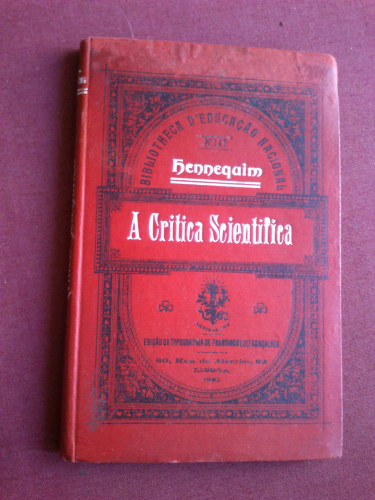 BIBLIOTHECA D'EDUCAÇÃO NACIONAL
XIII
Hennequim
A Critica Scientifica
EDIÇÃO DA TYPOGRAPHIA DE FRANCISCO LUIZ GONÇALVES
80, Rua do Alecrim, 82
LISBOA